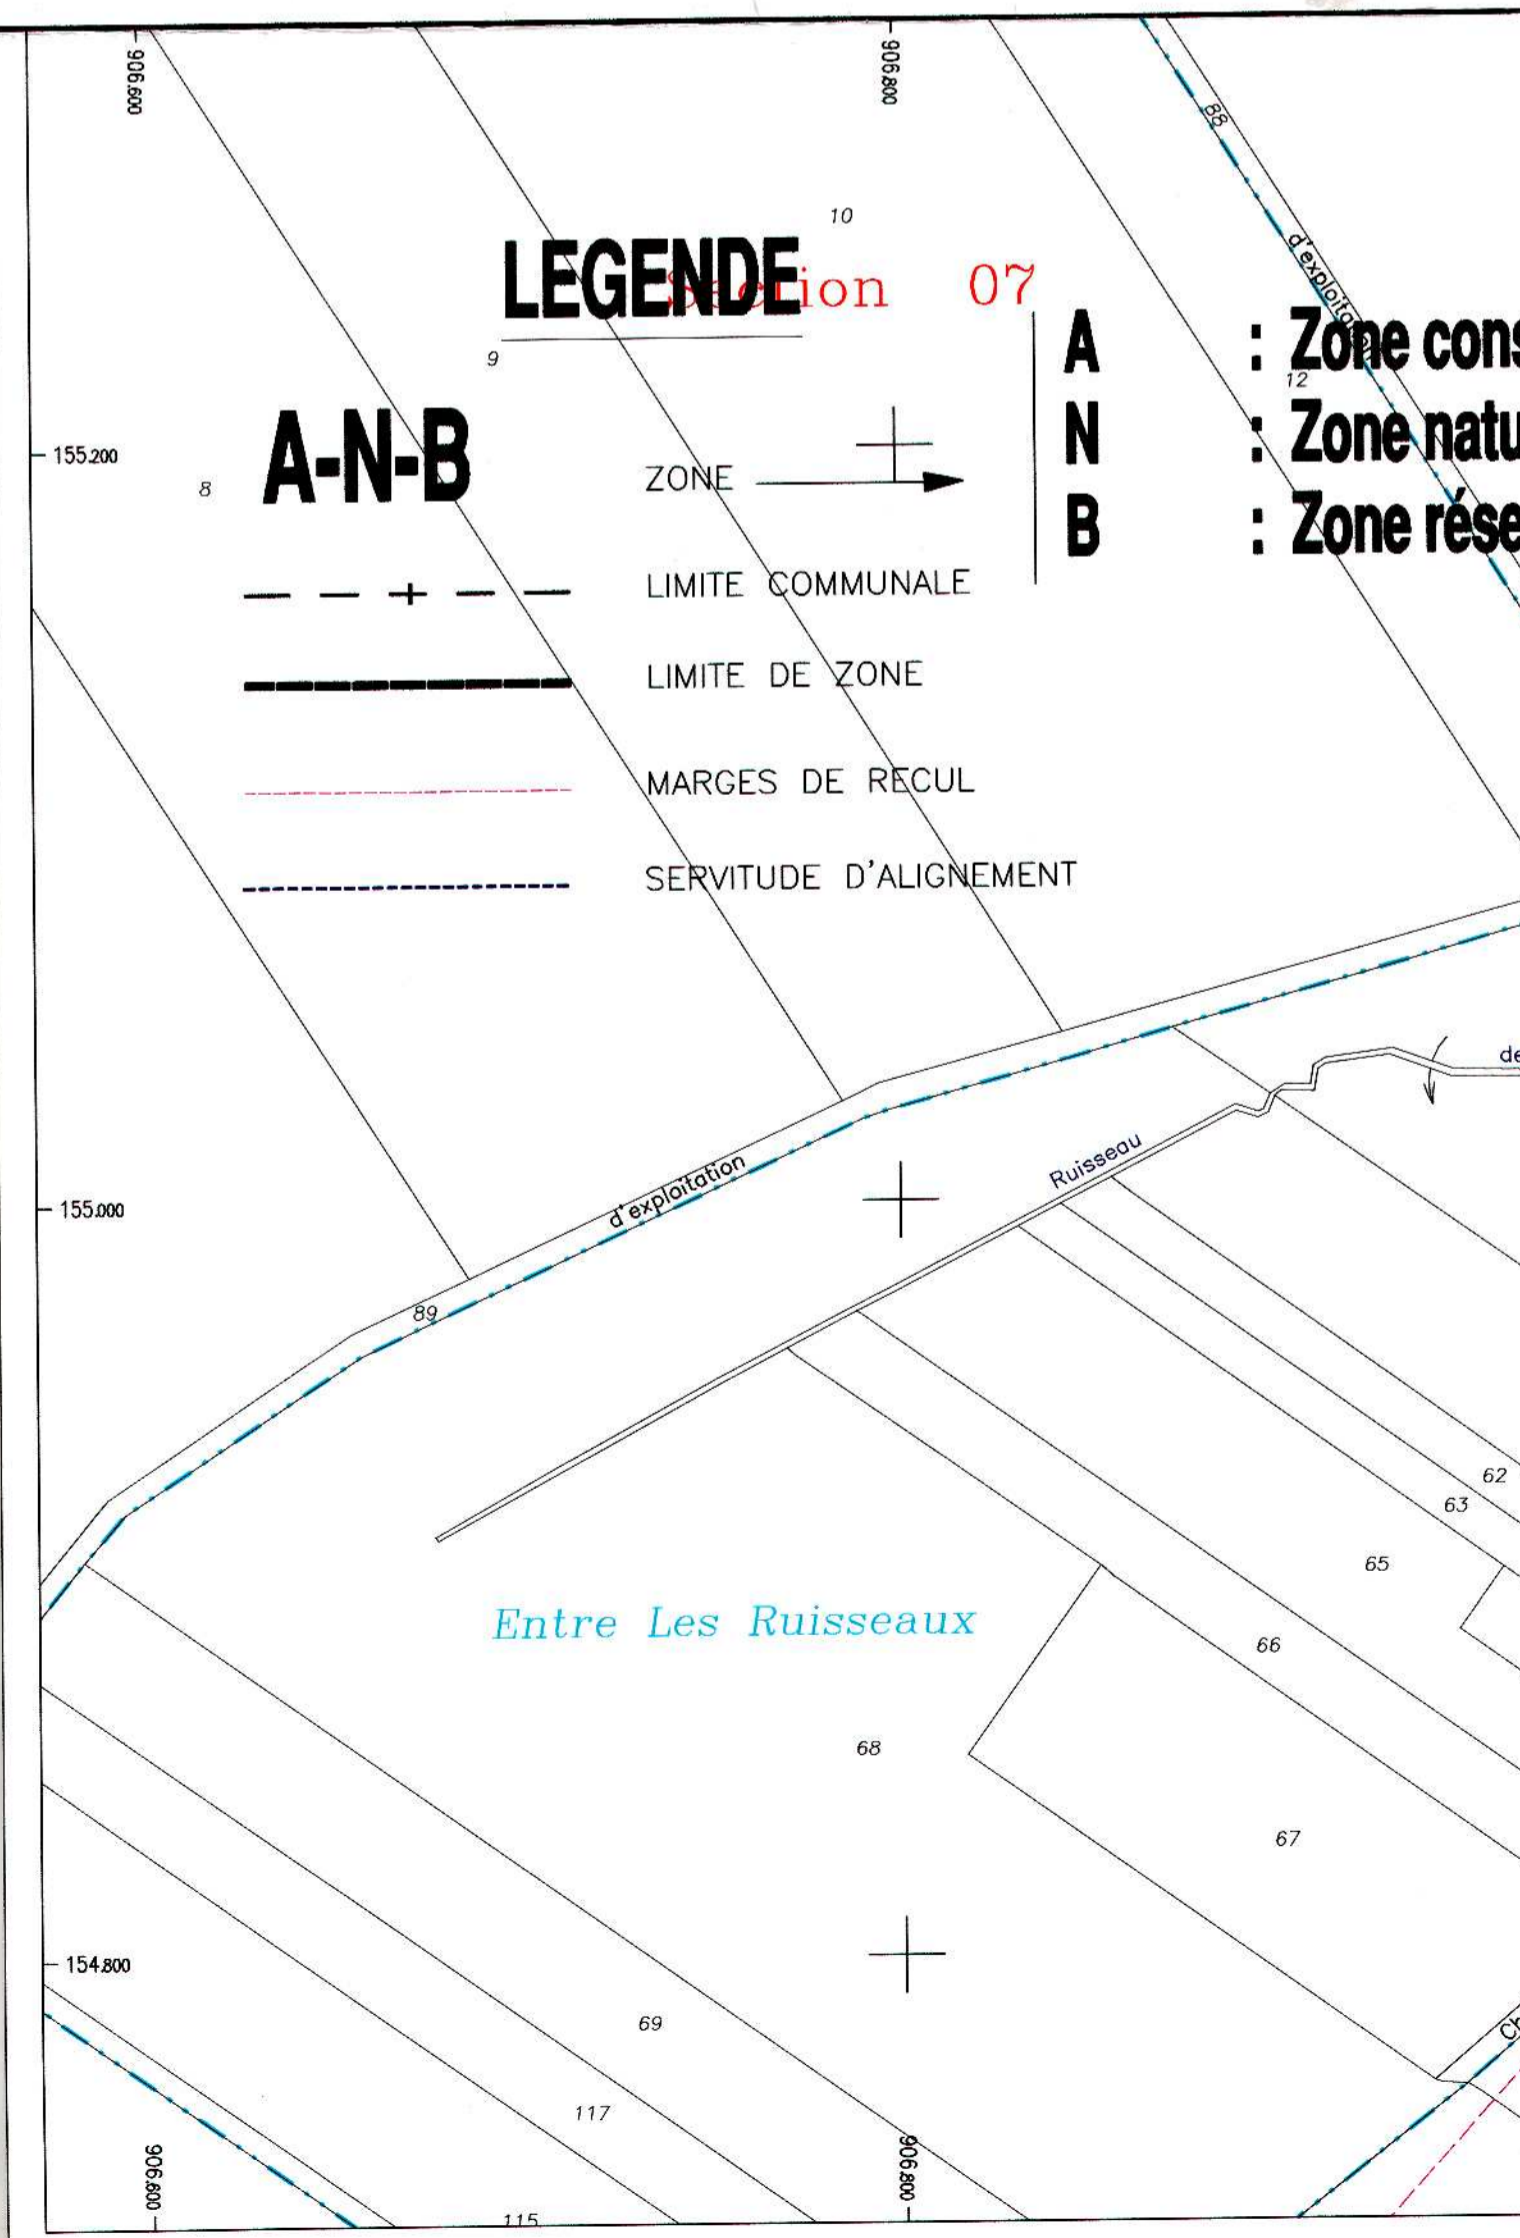 906.600
906.800
88
10
d'exploitation
LEGENDE
Section 07
9
A : Zone cons
12
155.200
8
A-N-B
ZONE
N : Zone natu
B : Zone rése
LIMITE COMMUNALE
LIMITE DE ZONE
MARGES DE RECUL
SERVITUDE D'ALIGNEMENT
de
Ruisseau
d'exploitation
155.000
89
62
63
65
Entre Les Ruisseaux
66
68
67
154.800
69
Ch
117
906.600
906.800
115